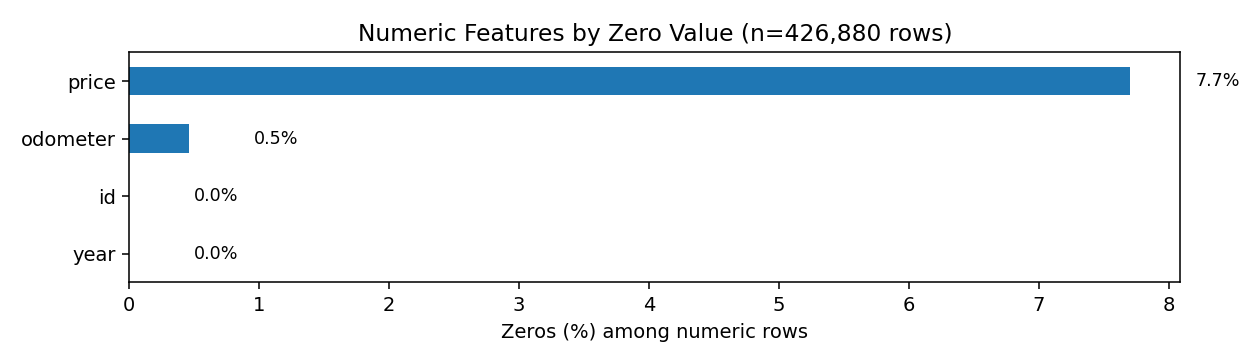 Numeric Features by Zero Value (n=426,880 rows)
price 7.7%
odometer 0.5%
id 0.0%
year 0.0%
0 1 2 3 4 5 6 7 8
Zeros (%) among numeric rows